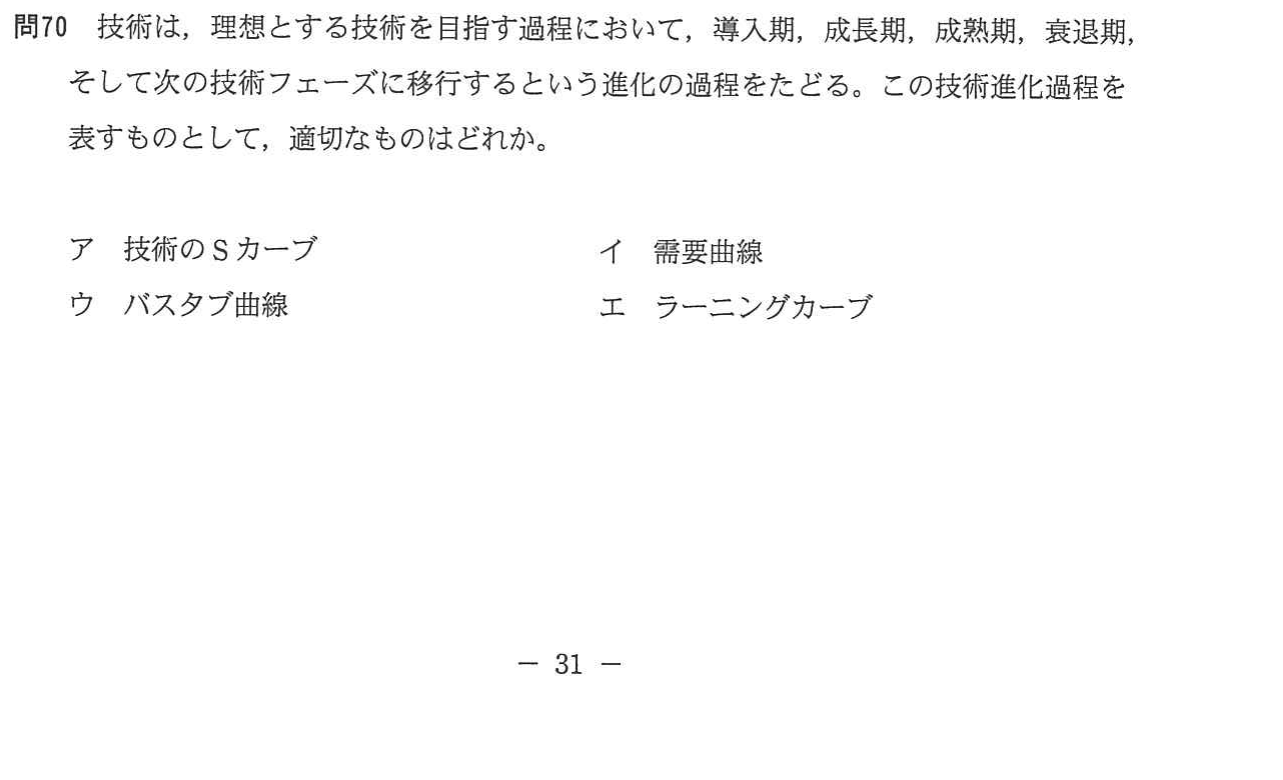 問70 技術は，理想とする技術を目指す過程において，導入期，成長期，成熟期，衰退期，
そして次の技術フェーズに移行するという進化の過程をたどる。この技術進化過程を
表すものとして，適切なものはどれか。
ア 技術のSカーブ イ 需要曲線
ウ バスタブ曲線 エ ラーニングカーブ
－ 31 －